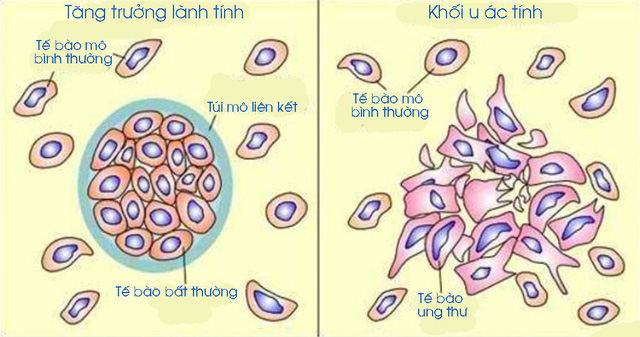 Tăng trưởng lành tính
Tế bào mô
bình thường
Túi mô liên kết
Tế bào bất thường
Khối u ác tính
Tế bào mô
bình thường
Tế bào
ung thư